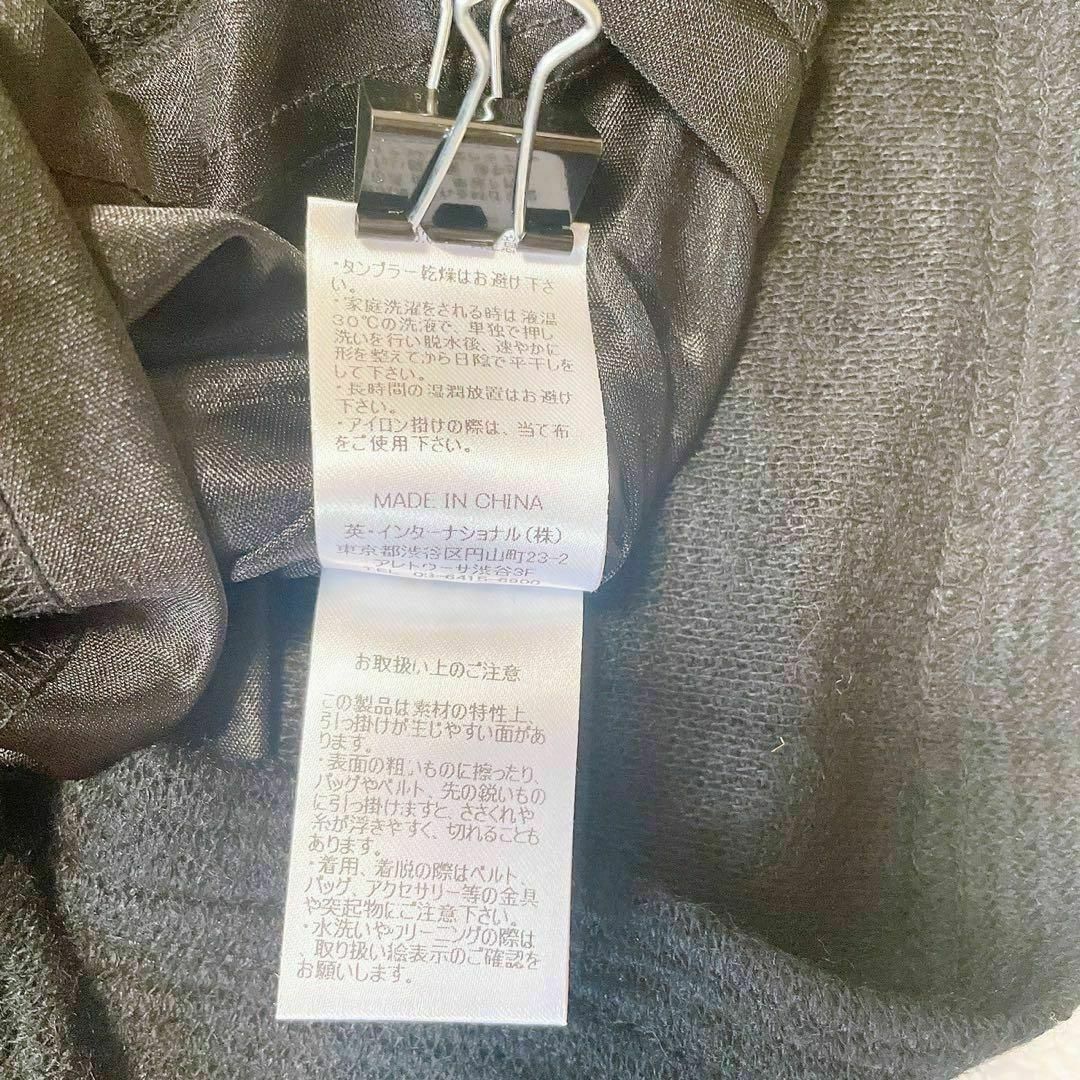 ・タンブラー乾燥はお避け下さ
い。
・家庭洗濯をされる時は液温
30℃の洗液で、単独で押し
洗いを行い脱水後、速やかに
形を整えてから日陰で平干しを
して下さい。
・長時間の湿潤放置はお避け
下さい。
・アイロン掛けの際は、当て布
をご使用下さい。
MADE IN CHINA
英・インターナショナル(株)
東京都渋谷区円山町23-2
アレトゥーサ渋谷3F
TEL 03-6415-6900
お取扱い上のご注意
この製品は素材の特性上、
引っ掛けが生じやすい面があ
ります。
・表面の粗いものに擦ったり、
バッグやベルト、先の鋭いもの
に引っ掛けますと、ささくれや
糸が浮きやすく、切れることも
あります。
・着用、着脱の際はベルト、
バッグ、アクセサリー等の金具
や突起物にご注意下さい。
・水洗いやクリーニングの際は
取り扱い絵表示のご確認を
お願いします。